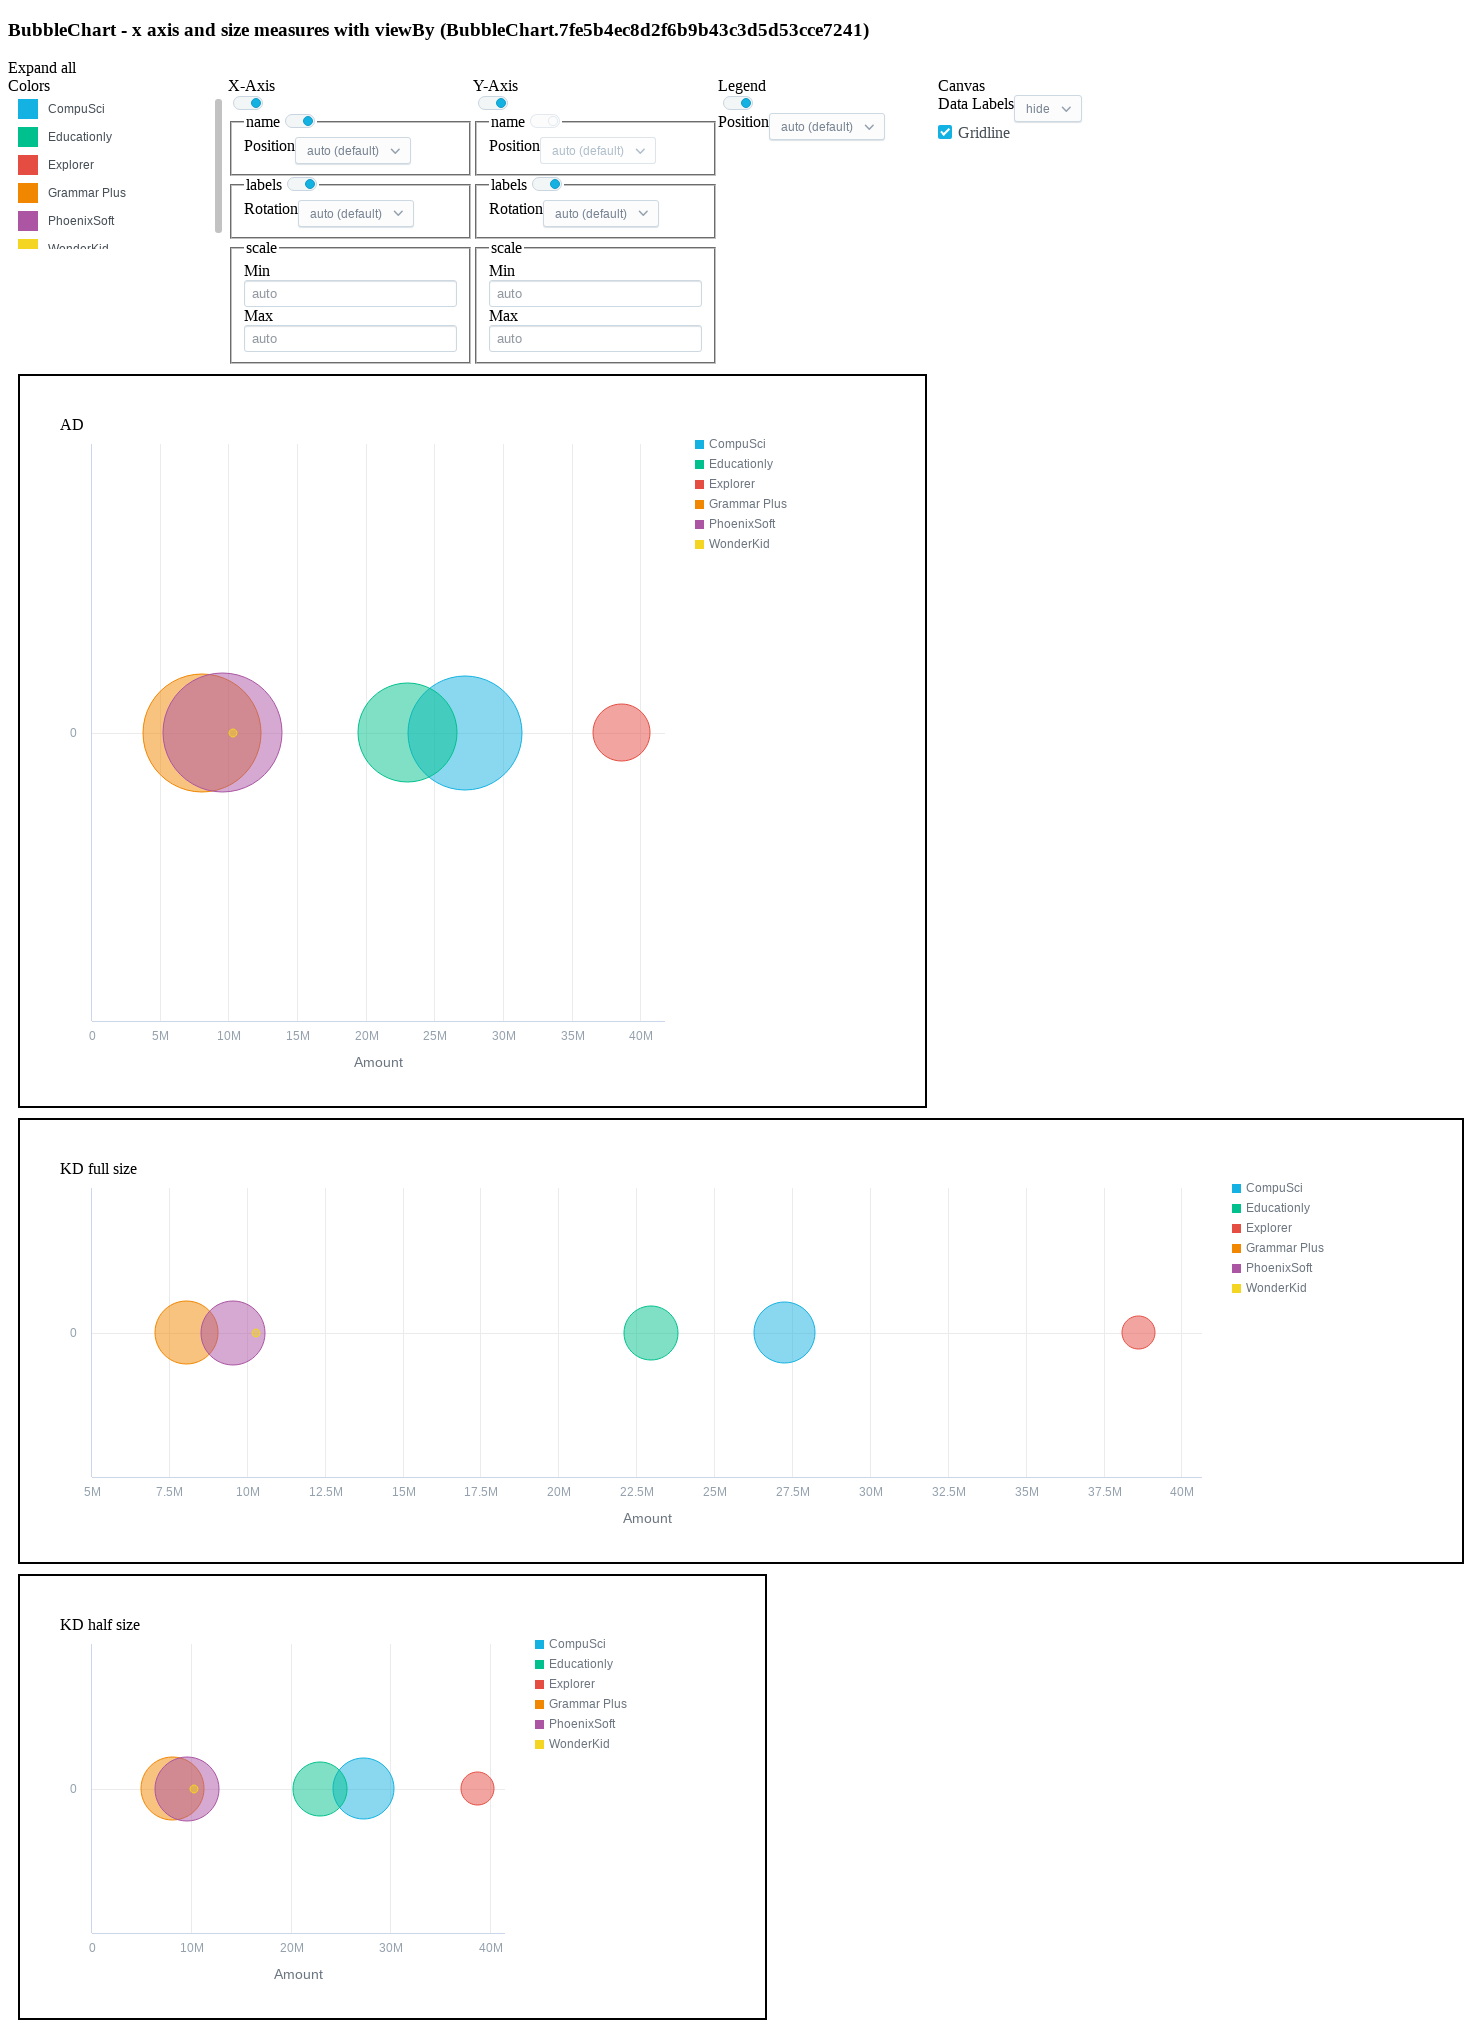 BubbleChart - x axis and size measures with viewBy (BubbleChart.7fe5b4ec8d2f6b9b43c3d5d53cce7241)
Expand all
Colors
CompuSci
Educationly
Explorer
Grammar Plus
PhoenixSoft
WonderKid
X-Axis
name
Position auto (default)
labels
Rotation auto (default)
scale
Min
auto
Max
auto
Y-Axis
name
Position auto (default)
labels
Rotation auto (default)
scale
Min
auto
Max
auto
Legend
Position auto (default)
Canvas
Data Labels hide
Gridline
AD
CompuSci
Educationly
Explorer
Grammar Plus
PhoenixSoft
WonderKid
0
0 5M 10M 15M 20M 25M 30M 35M 40M
Amount
KD full size
CompuSci
Educationly
Explorer
Grammar Plus
PhoenixSoft
WonderKid
0
5M 7.5M 10M 12.5M 15M 17.5M 20M 22.5M 25M 27.5M 30M 32.5M 35M 37.5M 40M
Amount
KD half size
CompuSci
Educationly
Explorer
Grammar Plus
PhoenixSoft
WonderKid
0
0 10M 20M 30M 40M
Amount